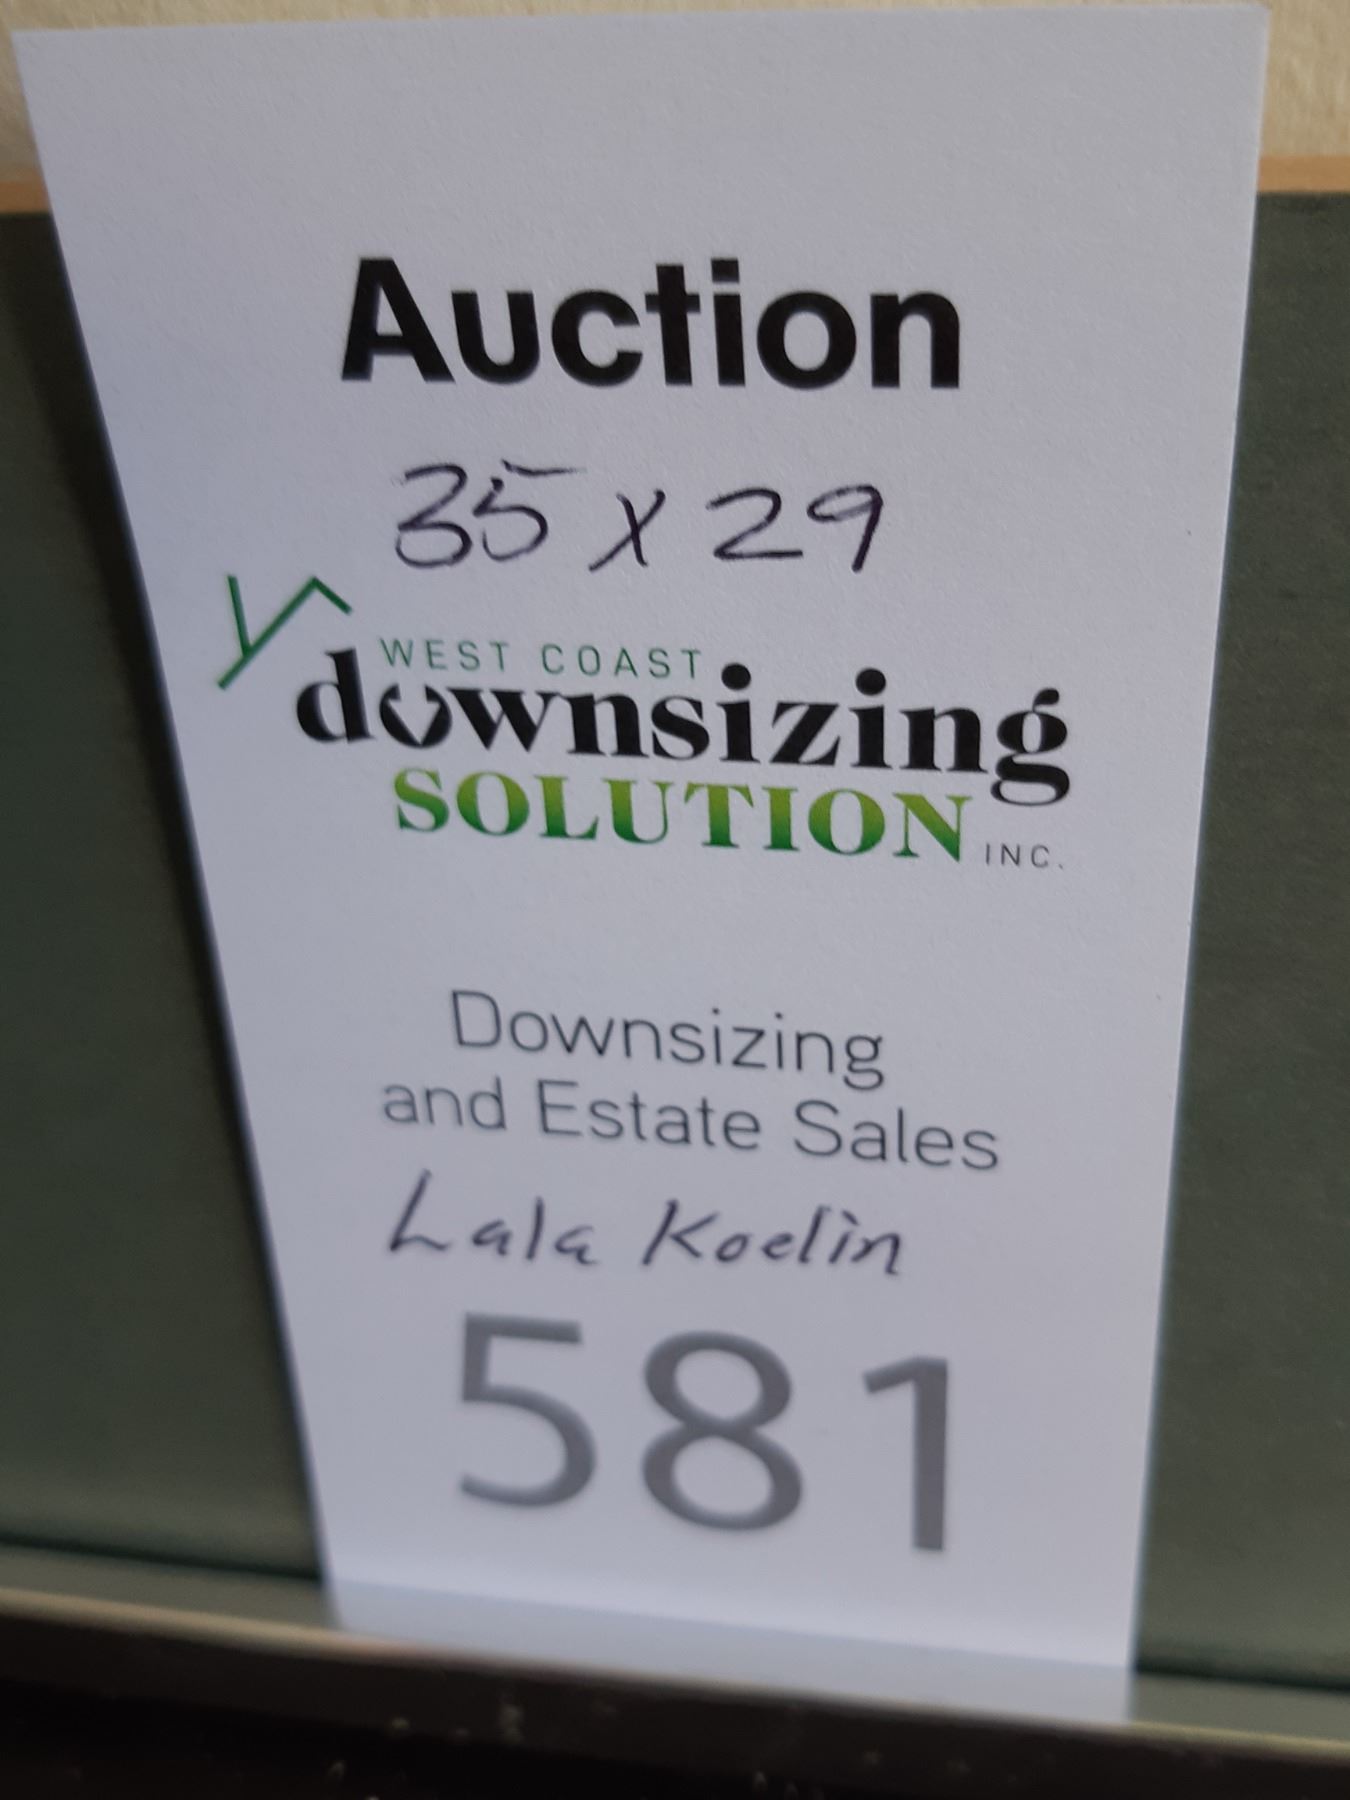 Auction
35 x 29
WEST COAST
downsizing
SOLUTION INC.
Downsizing
and Estate Sales
Lala Koelin
581